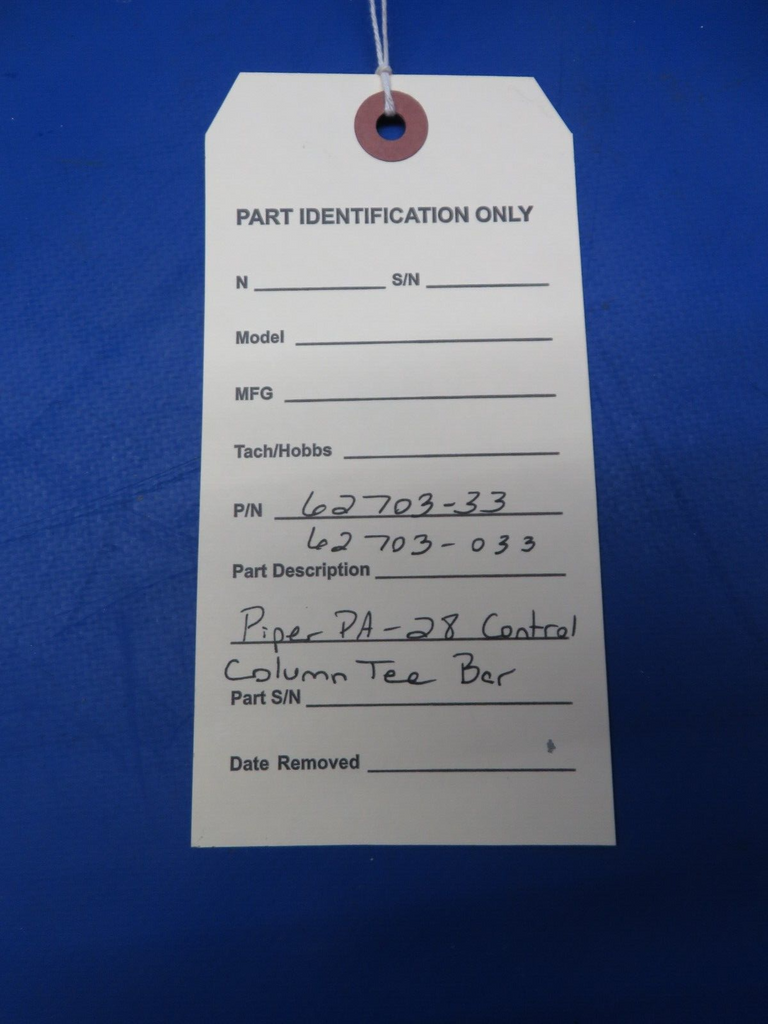 PART IDENTIFICATION ONLY
N S/N
Model
MFG
Tach/Hobbs
P/N 62703-33
62703-033
Part Description
Piper PA-28 Control
Column Tee Bar
Part S/N
Date Removed